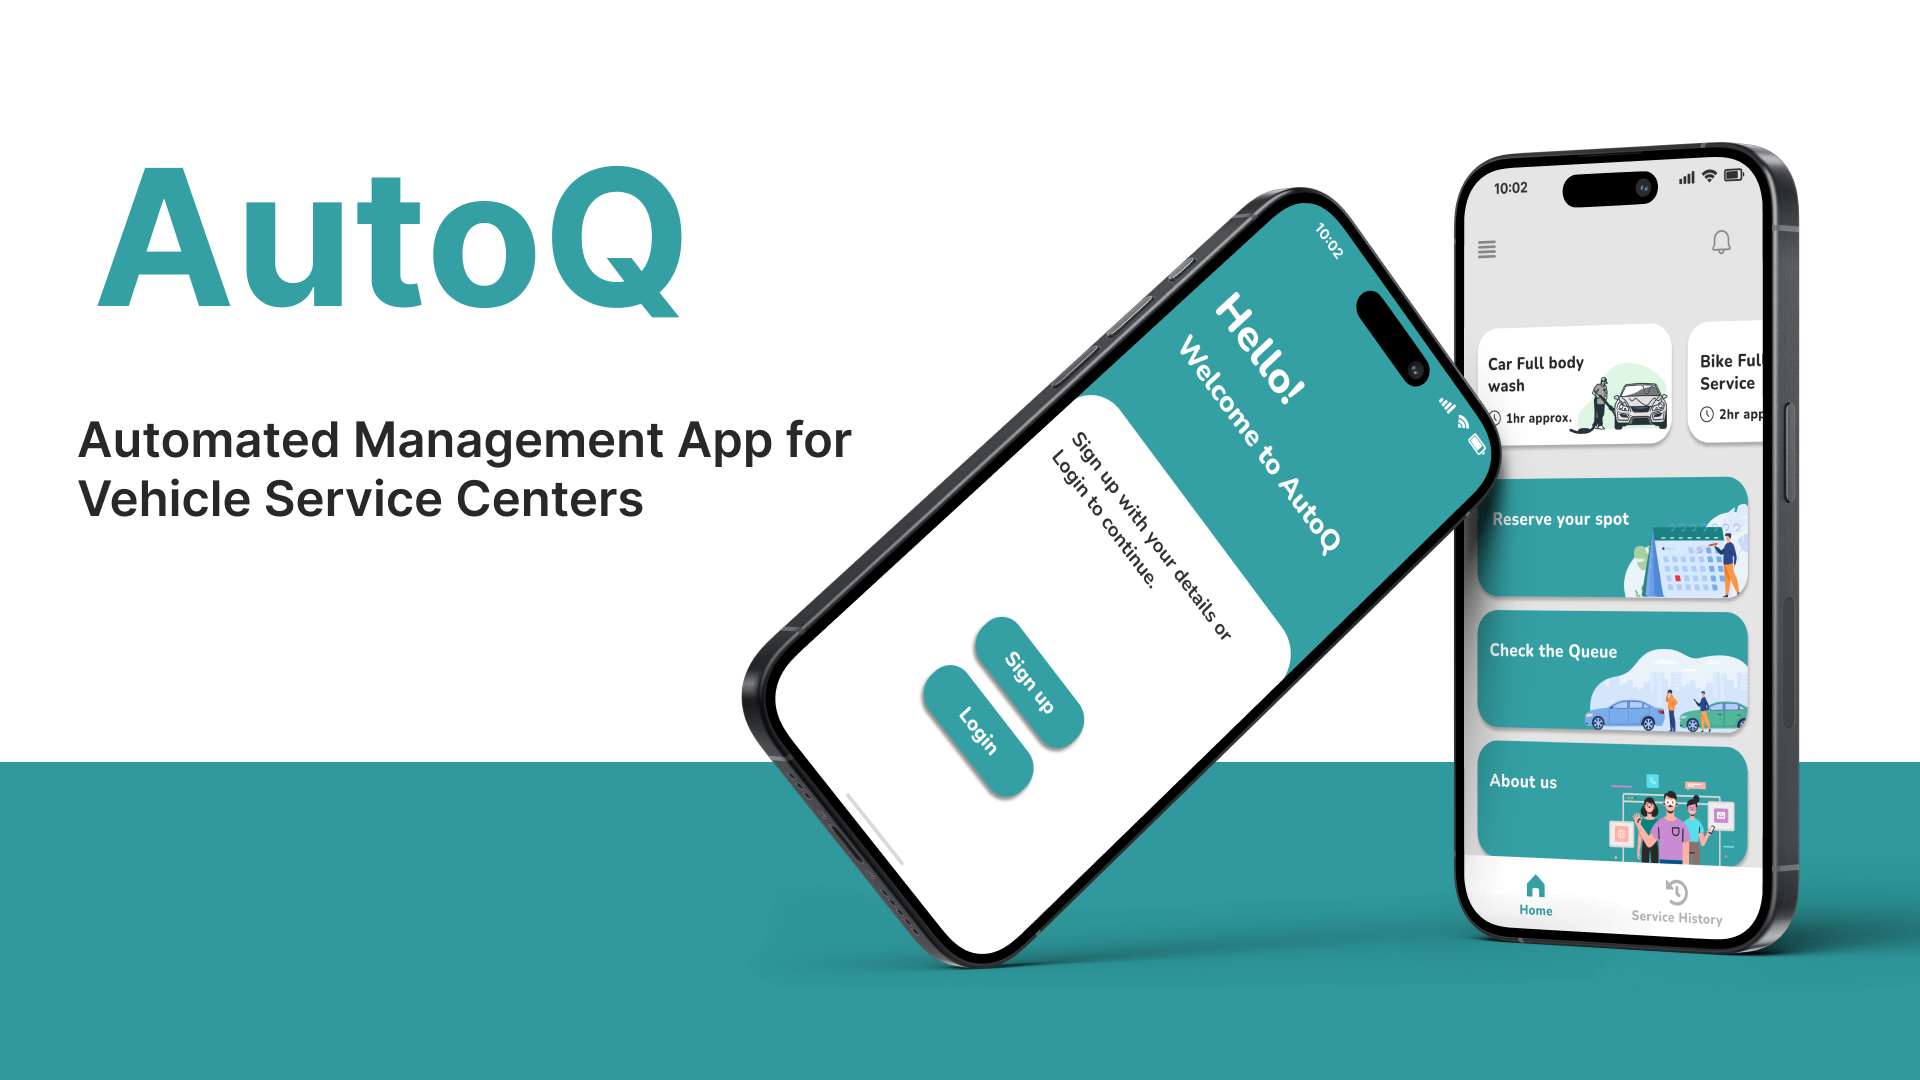 AutoQ
Automated Management App for
Vehicle Service Centers
10:02
Hello!
Welcome to AutoQ
Sign up with your details or
Login to continue.
Sign up
Login
10:02
Car Full body
wash
1hr approx.
Bike Ful
Service
2hr app
Reserve your spot
Check the Queue
About us
Home
Service History